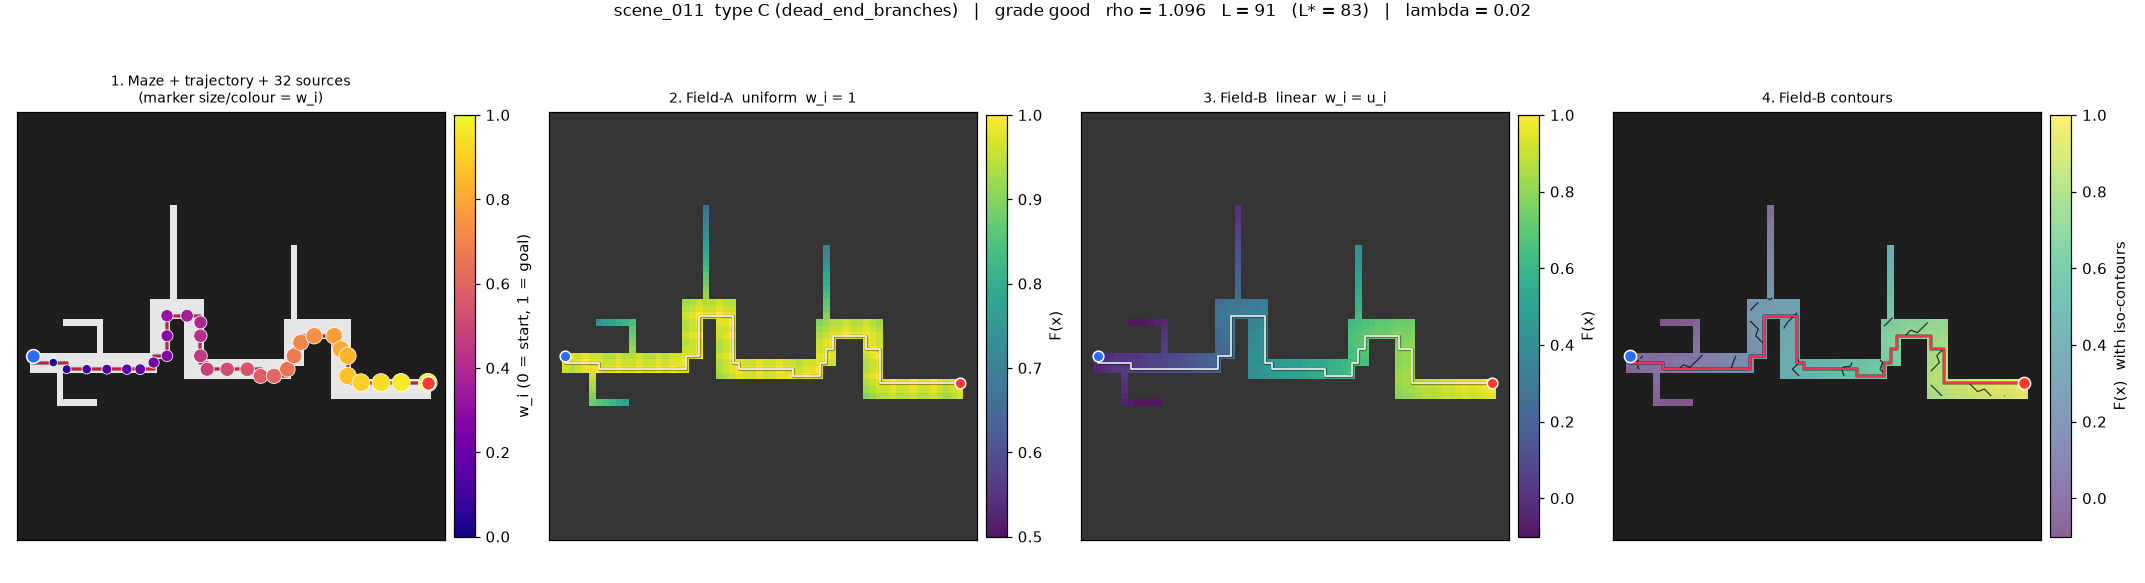 scene_011  type C (dead_end_branches)   |   grade good   rho = 1.096   L = 91   (L* = 83)   |   lambda = 0.02
1. Maze + trajectory + 32 sources
(marker size/colour = w_i)
1.0
0.8
0.6
0.4
0.2
0.0
w_i (0 = start, 1 = goal)
2. Field-A  uniform  w_i = 1
1.0
0.9
0.8
0.7
0.6
0.5
F(x)
3. Field-B  linear  w_i = u_i
1.0
0.8
0.6
0.4
0.2
0.0
F(x)
4. Field-B contours
1.0
0.8
0.6
0.4
0.2
0.0
F(x)  with iso-contours